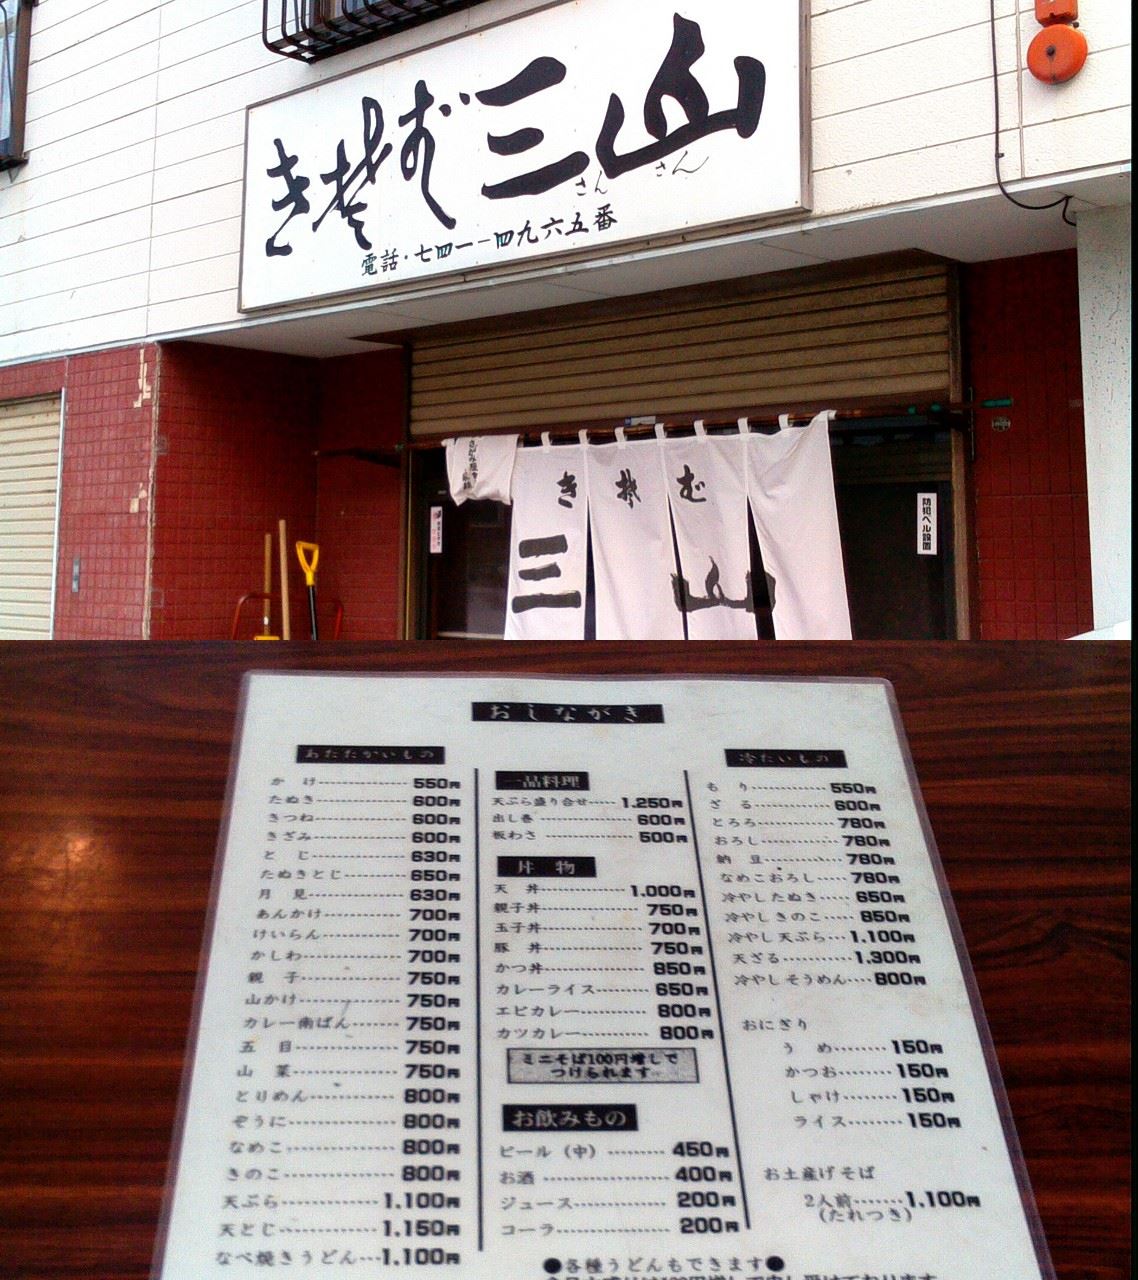 きそば 三山
さんさん
電話・七四一−四九六五番
きそば
三山
防犯ベル設置
おしながき
あたたかいもの
かけ 550円
たぬき 600円
きつね 600円
きざみ 600円
とじ 630円
たぬきとじ 650円
月見 630円
あんかけ 700円
けいらん 700円
かしわ 700円
親子 750円
山かけ 750円
カレー南ばん 750円
五目 750円
山菜 750円
とりめん 800円
ぞうに 800円
なめこ 800円
きのこ 800円
天ぷら 1.100円
天とじ 1.150円
なべ焼きうどん 1.100円
一品料理
天ぷら盛り合せ 1.250円
出し巻 600円
板わさ 500円
丼物
天丼 1.000円
親子丼 750円
玉子丼 700円
豚丼 750円
かつ丼 850円
カレーライス 650円
エビカレー 800円
カツカレー 800円
ミニそば100円増しで
つけられます
お飲みもの
ビール(中) 450円
お酒 400円
ジュース 200円
コーラ 200円
冷たいもの
もり 550円
ざる 600円
とろろ 780円
おろし 780円
納豆 780円
なめこおろし 780円
冷やしたぬき 650円
冷やしきのこ 850円
冷やし天ぷら 1.100円
天ざる 1.300円
冷やしそうめん 800円
おにぎり
うめ 150円
かつお 150円
しゃけ 150円
ライス 150円
お土産げそば
2人前 1.100円
(たれつき)
●各種うどんもできます●